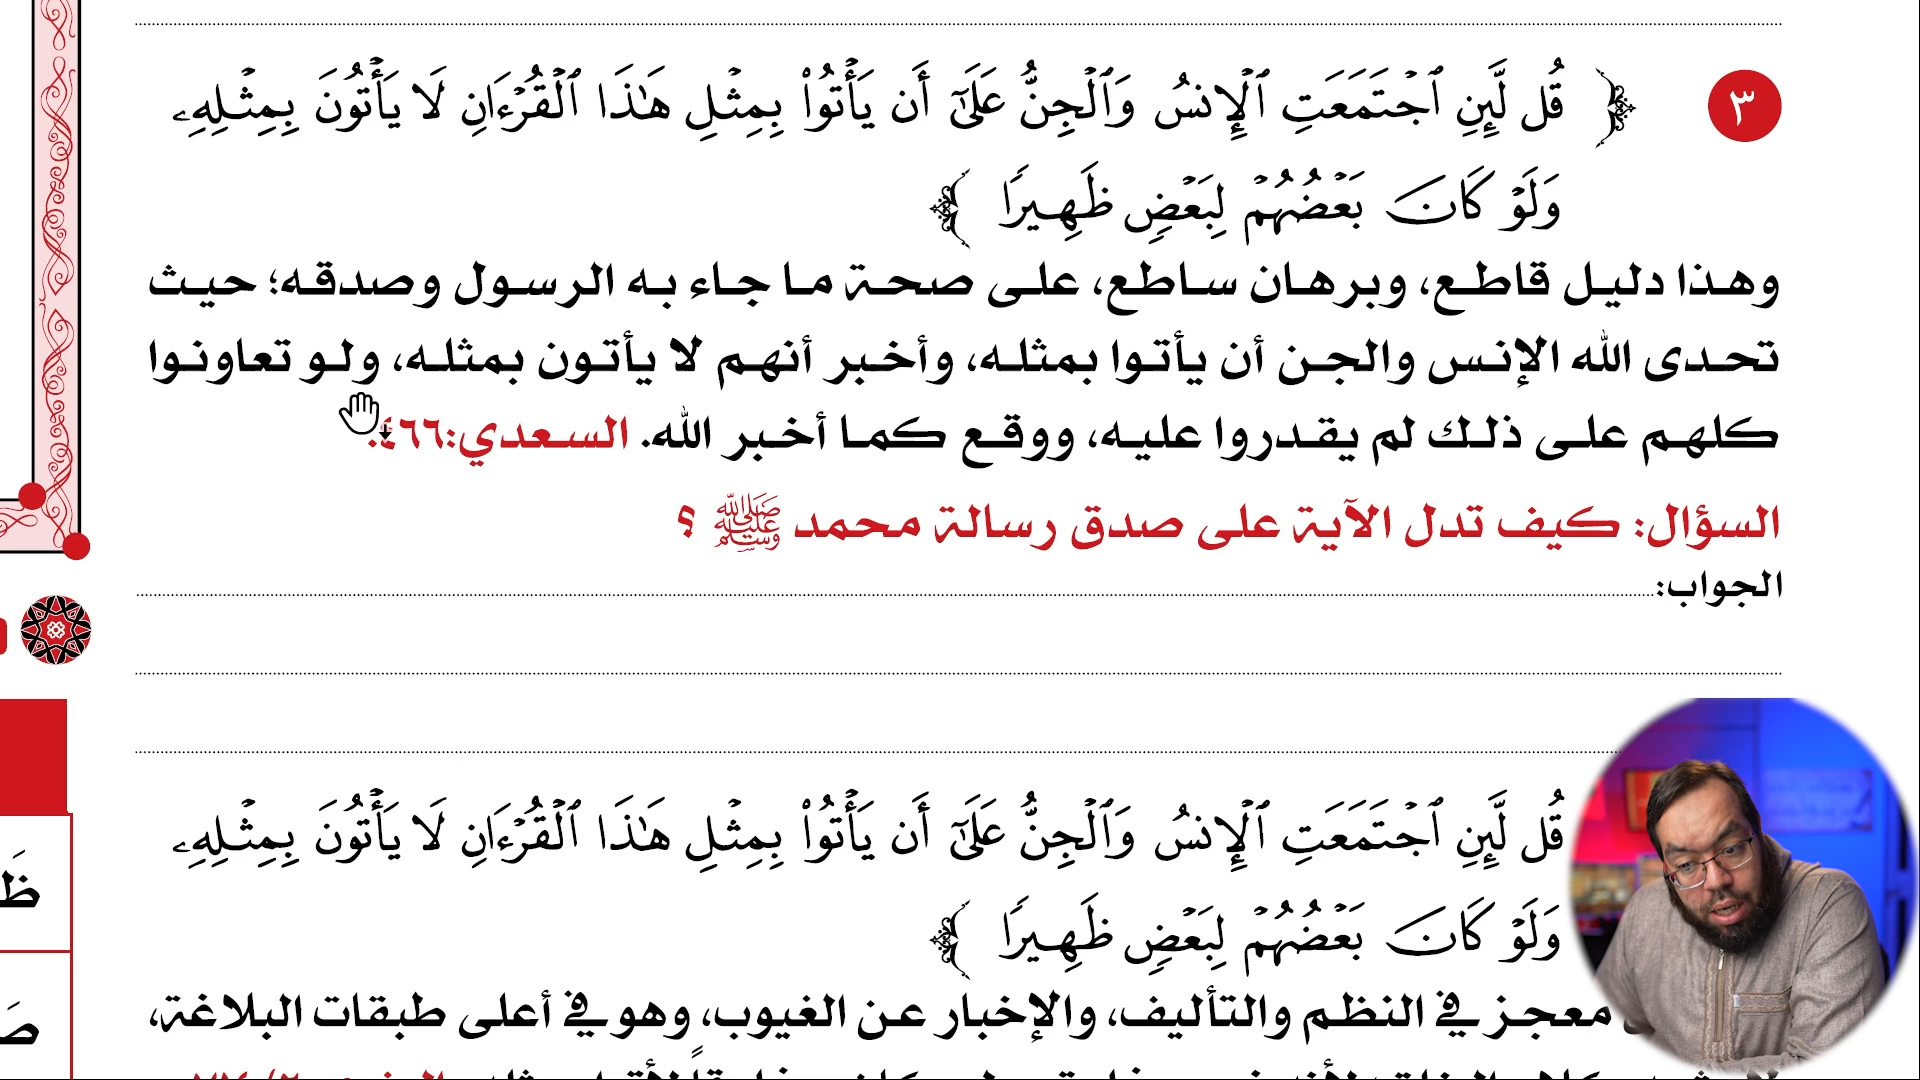 ٣
﴿ قُل لَّئِنِ ٱجْتَمَعَتِ ٱلْإِنسُ وَٱلْجِنُّ عَلَىٰٓ أَن يَأْتُوا۟ بِمِثْلِ هَٰذَا ٱلْقُرْءَانِ لَا يَأْتُونَ بِمِثْلِهِۦ
وَلَوْ كَانَ بَعْضُهُمْ لِبَعْضٍ ظَهِيرًا ﴾
وهذا دليل قاطع، وبرهان ساطع، على صحة ما جاء به الرسول وصدقه؛ حيث
تحدى الله الإنس والجن أن يأتوا بمثله، وأخبر أنهم لا يأتون بمثله، ولو تعاونوا
كلهم على ذلك لم يقدروا عليه، ووقع كما أخبر الله. السعدي:٤٦٦.
السؤال: كيف تدل الآية على صدق رسالة محمد ﷺ ؟
الجواب:
قُل لَّئِنِ ٱجْتَمَعَتِ ٱلْإِنسُ وَٱلْجِنُّ عَلَىٰٓ أَن يَأْتُوا۟ بِمِثْلِ هَٰذَا ٱلْقُرْءَانِ لَا يَأْتُونَ بِمِثْلِهِۦ
وَلَوْ كَانَ بَعْضُهُمْ لِبَعْضٍ ظَهِيرًا ﴾
معجز في النظم والتأليف، والإخبار عن الغيوب، وهو في أعلى طبقات البلاغة،